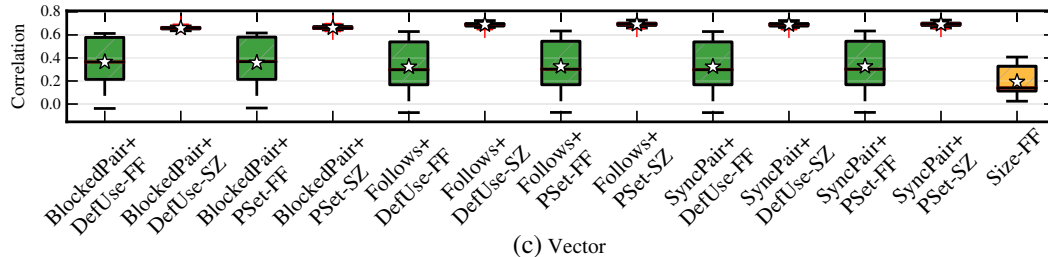 Correlation
0.8
0.6
0.4
0.2
0.0
BlockedPair+
DefUse-FF
BlockedPair+
DefUse-SZ
BlockedPair+
PSet-FF
BlockedPair+
PSet-SZ
Follows+
DefUse-FF
Follows+
DefUse-SZ
Follows+
PSet-FF
Follows+
PSet-SZ
SyncPair+
DefUse-FF
SyncPair+
DefUse-SZ
SyncPair+
PSet-FF
SyncPair+
PSet-SZ
Size-FF
(c) Vector